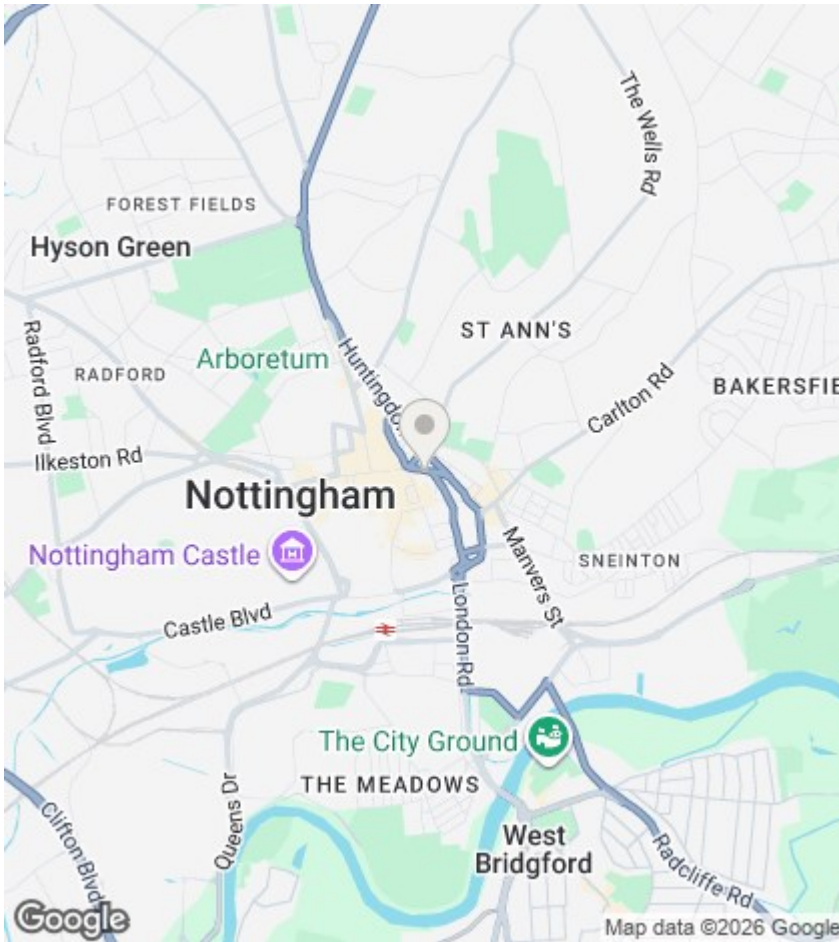 The Wells Rd
FOREST FIELDS
Hyson Green
ST ANN'S
Arboretum
Radford Blvd
RADFORD
Carlton Rd
BAKERSFIE
Ilkeston Rd
Nottingham
Nottingham Castle
Manvers St
SNEINTON
Castle Blvd
London Rd
The City Ground
THE MEADOWS
Queens Dr
Clifton Blvd
West
Bridgford
Radcliffe Rd
Google
Map data ©2026 Google